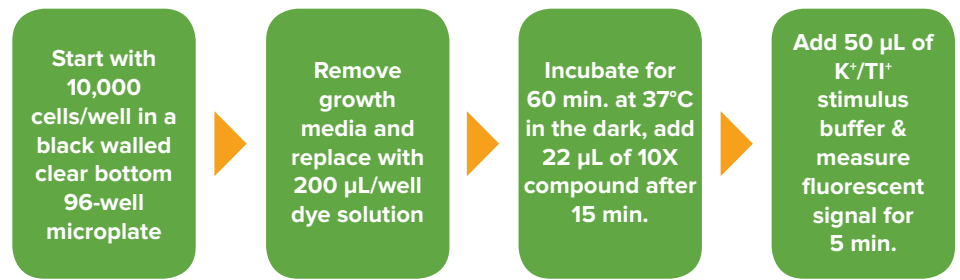 Start with
10,000
cells/well in a
black walled
clear bottom
96-well
microplate
Remove
growth
media and
replace with
200 µL/well
dye solution
Incubate for
60 min. at 37°C
in the dark, add
22 µL of 10X
compound after
15 min.
Add 50 µL of
K⁺/Tl⁺
stimulus
buffer &
measure
fluorescent
signal for
5 min.